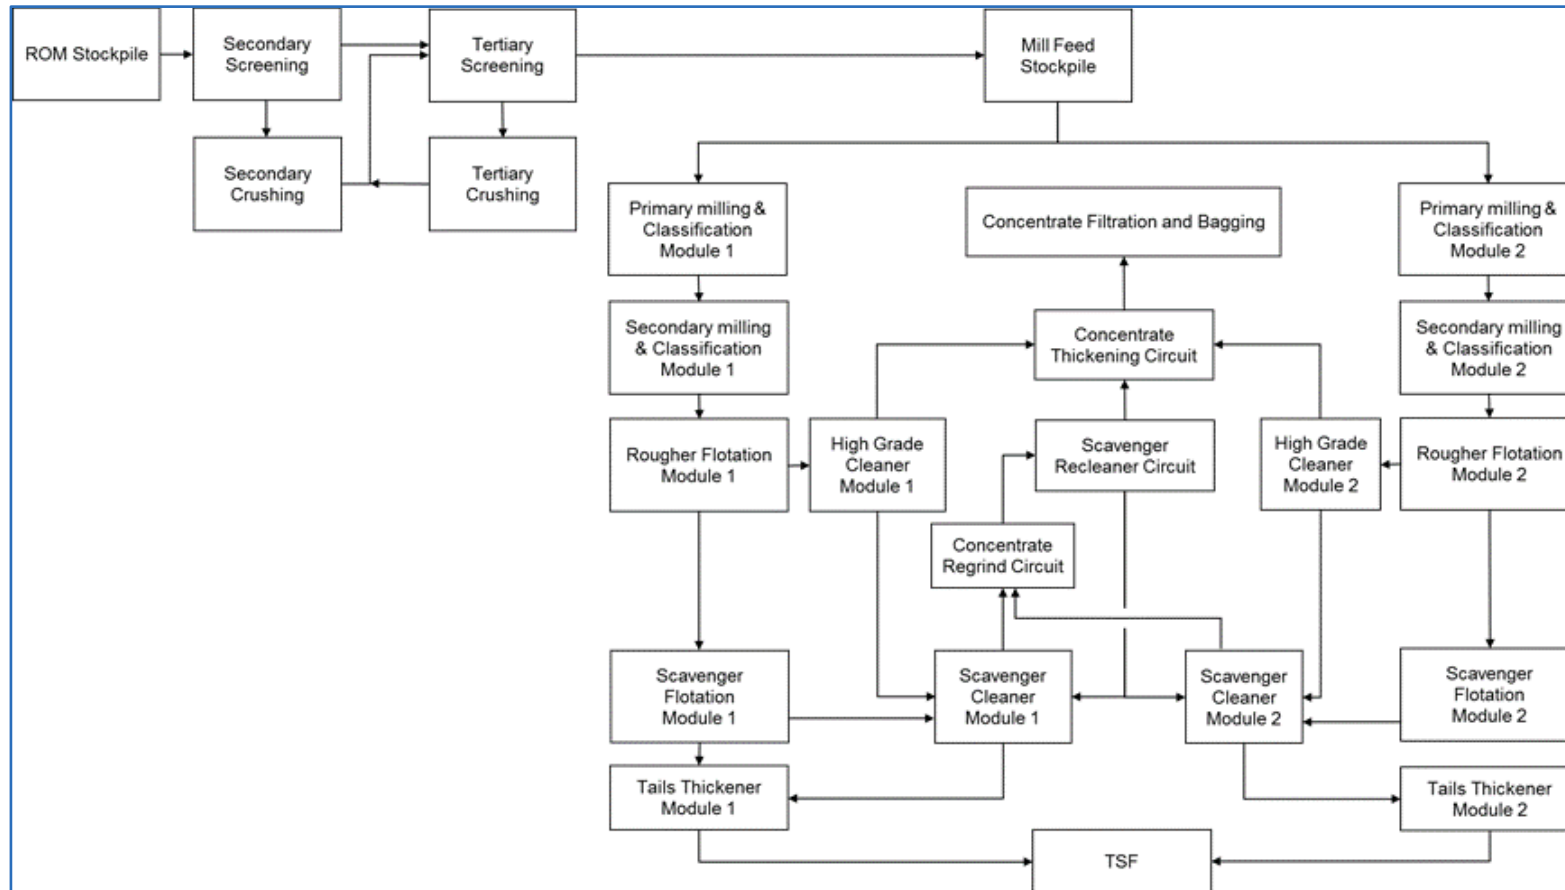 ROM Stockpile
Secondary
Screening
Tertiary
Screening
Mill Feed
Stockpile
Secondary
Crushing
Tertiary
Crushing
Primary milling &
Classification
Module 1
Concentrate Filtration and Bagging
Primary milling &
Classification
Module 2
Secondary milling
& Classification
Module 1
Concentrate
Thickening Circuit
Secondary milling
& Classification
Module 2
Rougher Flotation
Module 1
High Grade
Cleaner
Module 1
Scavenger
Recleaner Circuit
High Grade
Cleaner
Module 2
Rougher Flotation
Module 2
Concentrate
Regrind Circuit
Scavenger
Flotation
Module 1
Scavenger
Cleaner
Module 1
Scavenger
Cleaner
Module 2
Scavenger
Flotation
Module 2
Tails Thickener
Module 1
Tails Thickener
Module 2
TSF